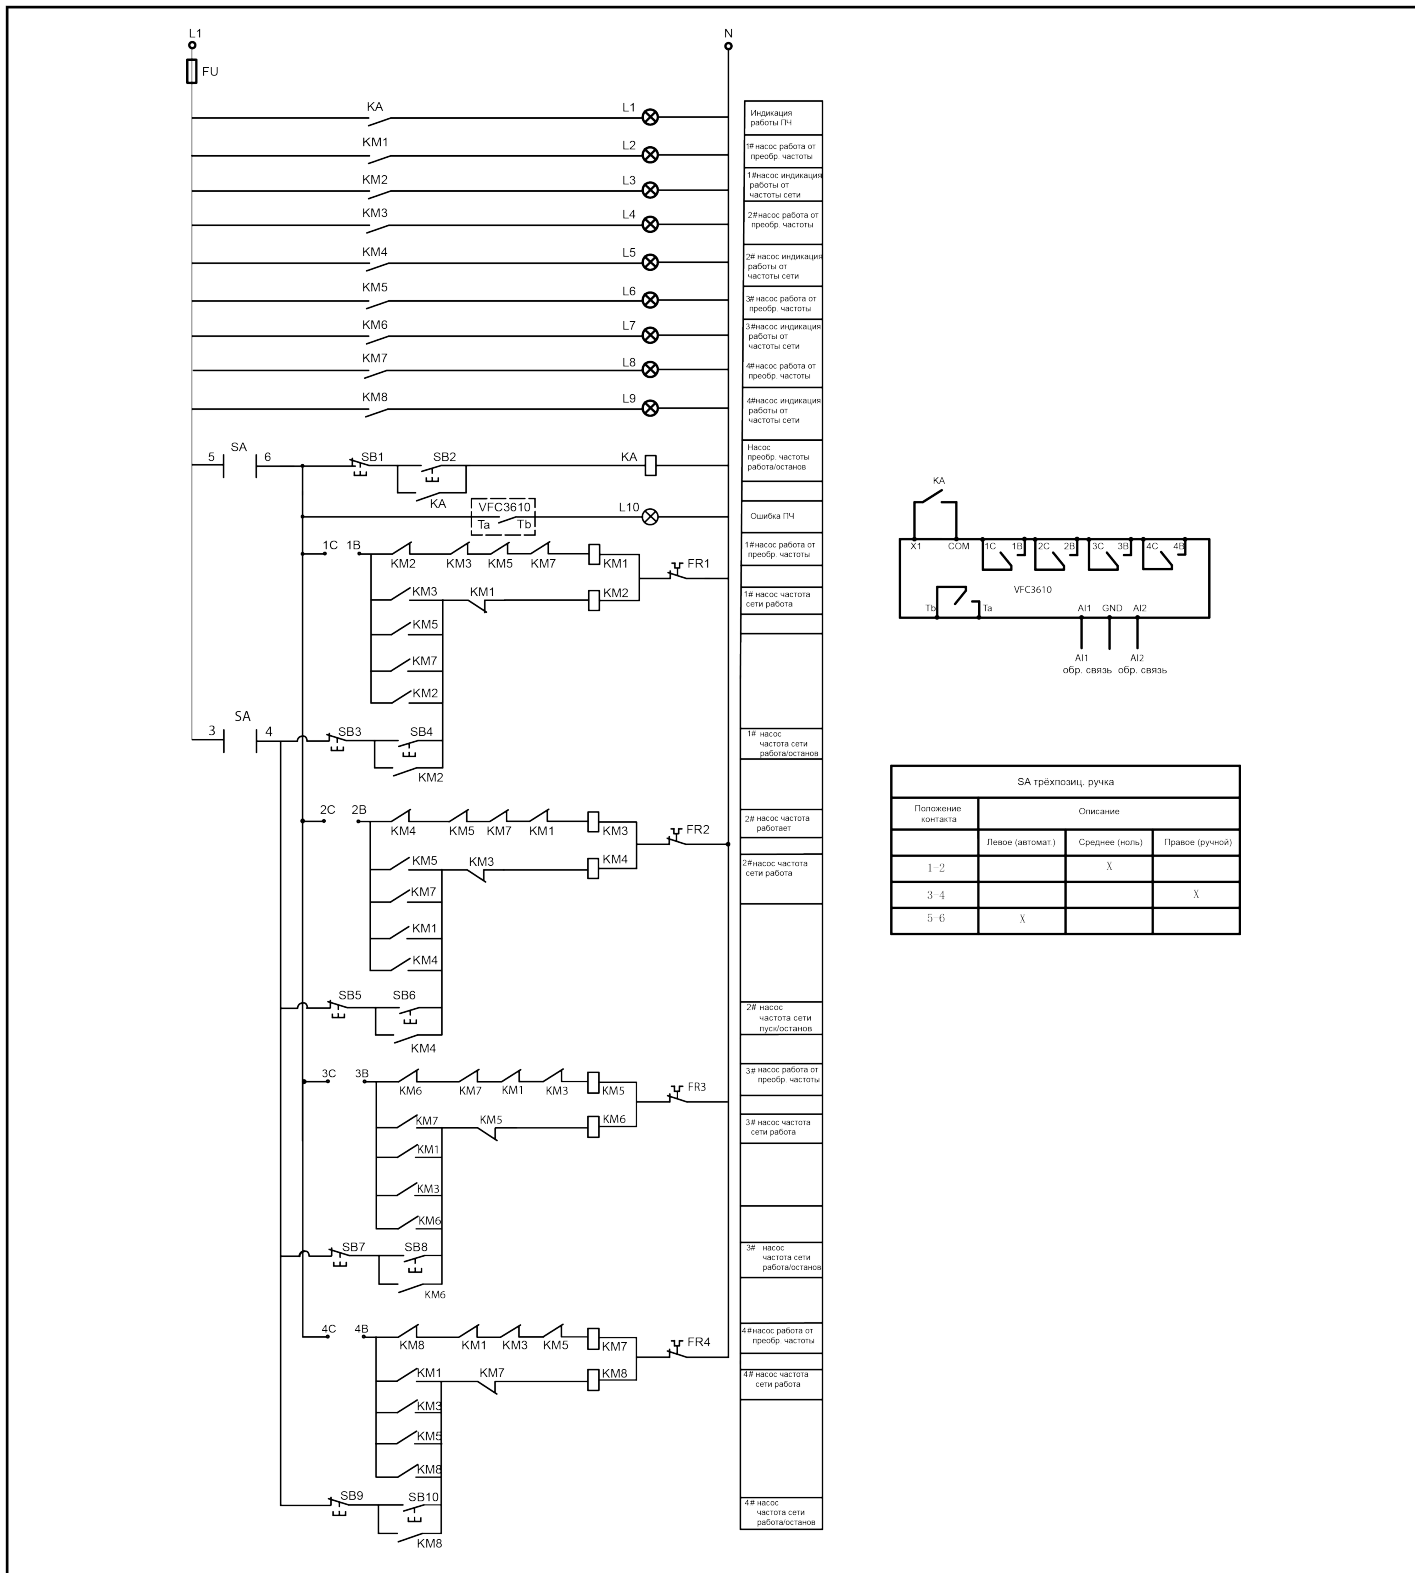 L1
N
FU
KA
L1
Индикация
работы ПЧ
KM1
L2
1# насос работа от
преобр. частоты
KM2
L3
1#насос индикация
работы от
частоты сети
KM3
L4
2#насос работа от
преобр. частоты
KM4
L5
2# насос индикация
работы от
частоты сети
KM5
L6
3# насос работа от
преобр. частоты
KM6
L7
3#насос индикация
работы от
частоты сети
KM7
L8
4#насос работа от
преобр. частоты
KM8
L9
4#насос индикация
работы от
частоты сети
5
SA
6
SB1
SB2
KA
KA
Насос
преобр. частоты
работа/останов
VFC3610
Ta
Tb
L10
Ошибка ПЧ
1C
1B
KM2
KM3
KM5
KM7
KM1
FR1
1#насос работа от
преобр. частоты
KM3
KM1
KM2
1# насос частота
сети работа
KM5
KM7
KM2
3
SA
4
SB3
SB4
KM2
1# насос
частота сети
работа/останов
2C
2B
KM4
KM5
KM7
KM1
KM3
FR2
2# насос частота
работает
KM5
KM3
KM4
2#насос частота
сети работа
KM7
KM1
KM4
SB5
SB6
KM4
2# насос
частота сети
пуск/останов
3C
3B
KM6
KM7
KM1
KM3
KM5
FR3
3# насос работа от
преобр. частоты
KM7
KM5
KM6
3# насос частота
сети работа
KM1
KM3
KM6
SB7
SB8
KM6
3# насос
частота сети
работа/останов
4C
4B
KM8
KM1
KM3
KM5
KM7
FR4
4#насос работа от
преобр. частоты
KM1
KM7
KM8
4# насос частота
сети работа
KM3
KM5
KM8
SB9
SB10
KM8
4# насос
частота сети
работа/останов
KA
X1
COM
1C
1B
2C
2B
3C
3B
4C
4B
VFC3610
Tb
Ta
AI1
GND
AI2
AI1
обр. связь
AI2
обр. связь
SA трёхпозиц. ручка
Положение
контакта
Описание
Левое (автомат.)
Среднее (ноль)
Правое (ручной)
1-2
X
3-4
X
5-6
X